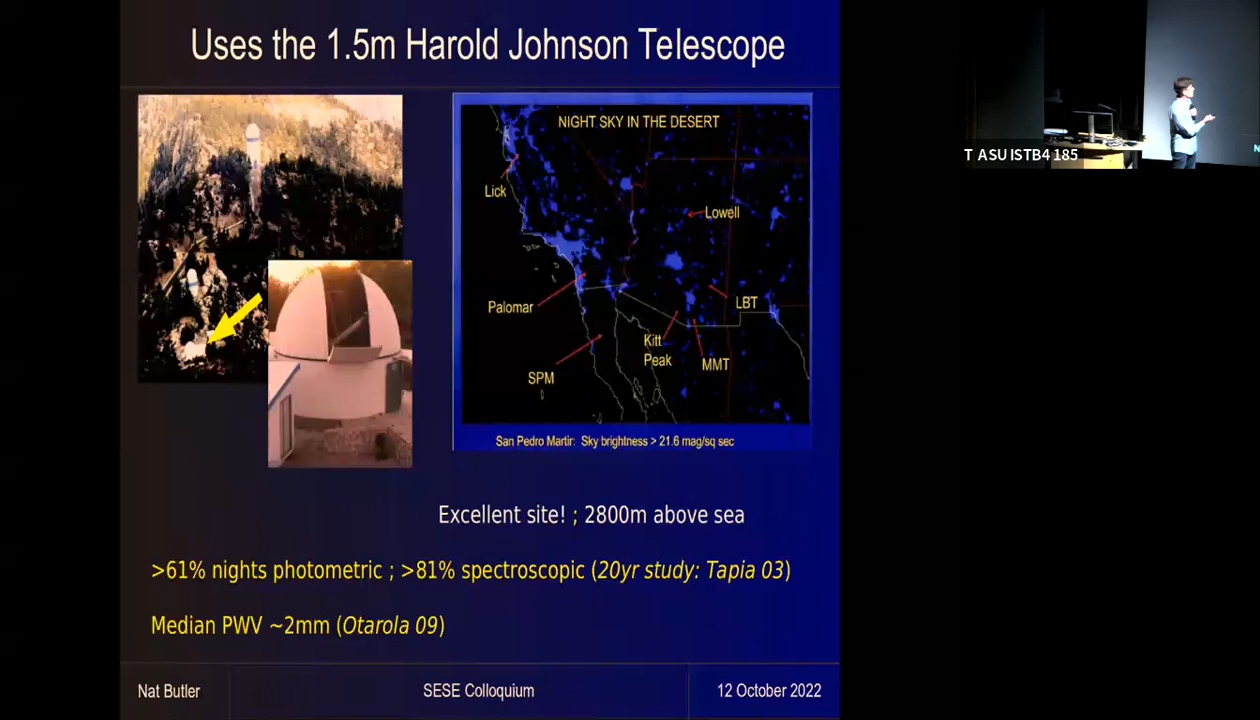 Uses the 1.5m Harold Johnson Telescope
NIGHT SKY IN THE DESERT
Lick
Lowell
Palomar
LBT
Kitt
Peak
MMT
SPM
San Pedro Martir: Sky brightness > 21.6 mag/sq sec
Excellent site! ; 2800m above sea
>61% nights photometric ; >81% spectroscopic (20yr study: Tapia 03)
Median PWV ~2mm (Otarola 09)
Nat Butler
SESE Colloquium
12 October 2022
T ASU ISTB4 185